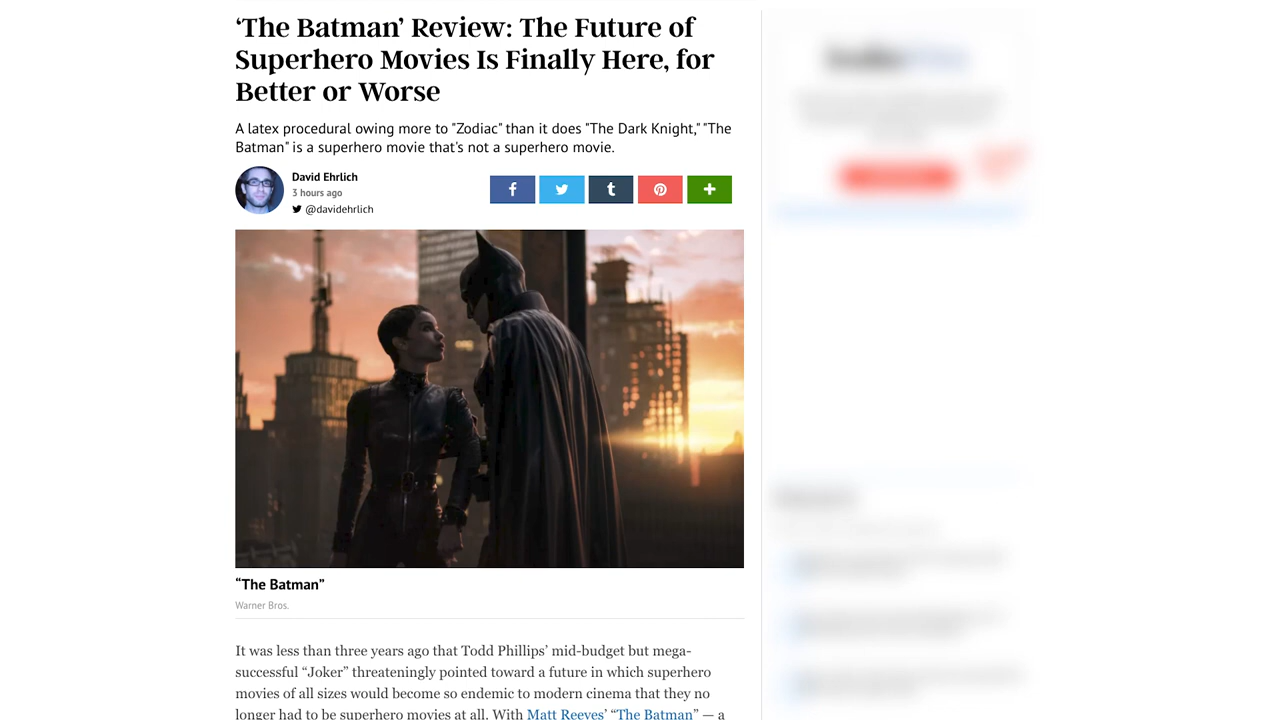 ‘The Batman’ Review: The Future of
Superhero Movies Is Finally Here, for
Better or Worse
A latex procedural owing more to "Zodiac" than it does "The Dark Knight," "The
Batman" is a superhero movie that's not a superhero movie.
David Ehrlich
3 hours ago
@davidehrlich
“The Batman”
Warner Bros.
It was less than three years ago that Todd Phillips’ mid-budget but mega-
successful “Joker” threateningly pointed toward a future in which superhero
movies of all sizes would become so endemic to modern cinema that they no
longer had to be superhero movies at all. With Matt Reeves’ “The Batman” — a